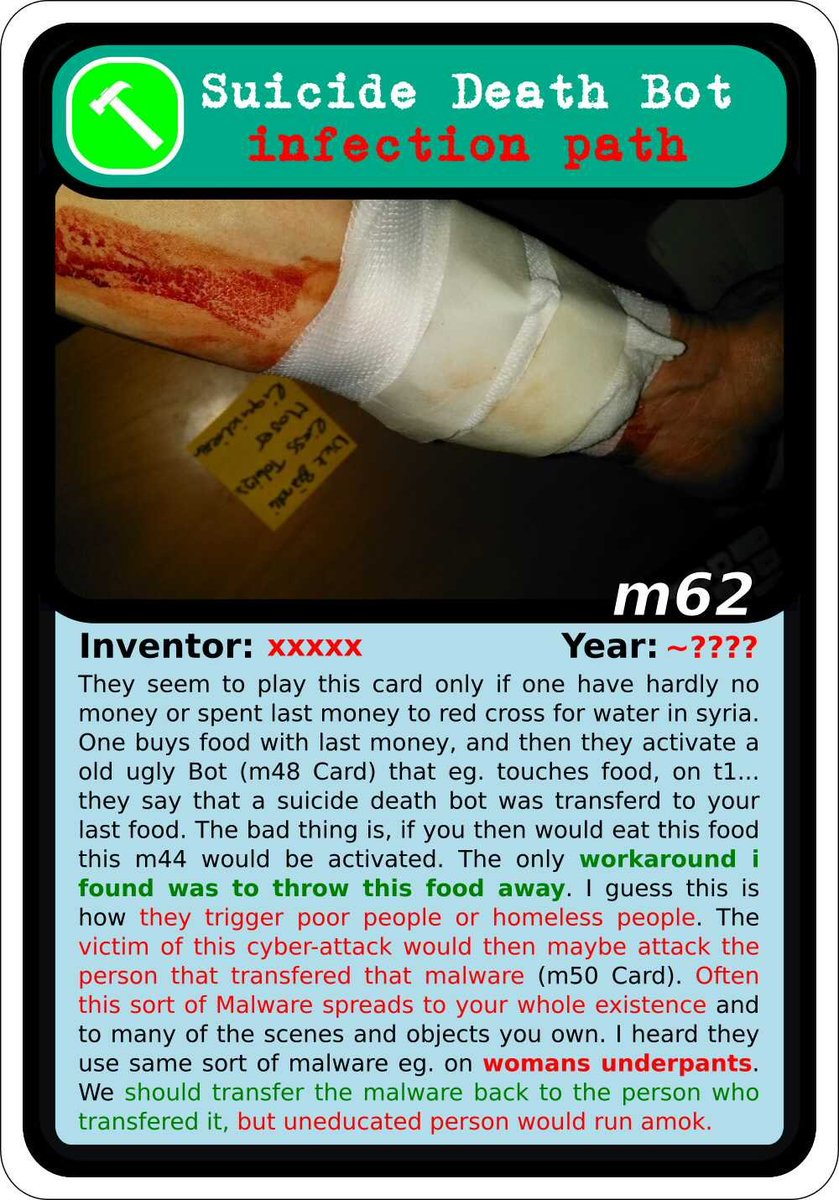 Suicide Death Bot
infection path
m62
Inventor: xxxxx
Year: ~????
They seem to play this card only if one have hardly no
money or spent last money to red cross for water in syria.
One buys food with last money, and then they activate a
old ugly Bot (m48 Card) that eg. touches food, on t1...
they say that a suicide death bot was transferd to your
last food. The bad thing is, if you then would eat this food
this m44 would be activated. The only workaround i
found was to throw this food away. I guess this is
how they trigger poor people or homeless people. The
victim of this cyber-attack would then maybe attack the
person that transfered that malware (m50 Card). Often
this sort of Malware spreads to your whole existence and
to many of the scenes and objects you own. I heard they
use same sort of malware eg. on womans underpants.
We should transfer the malware back to the person who
transfered it, but uneducated person would run amok.